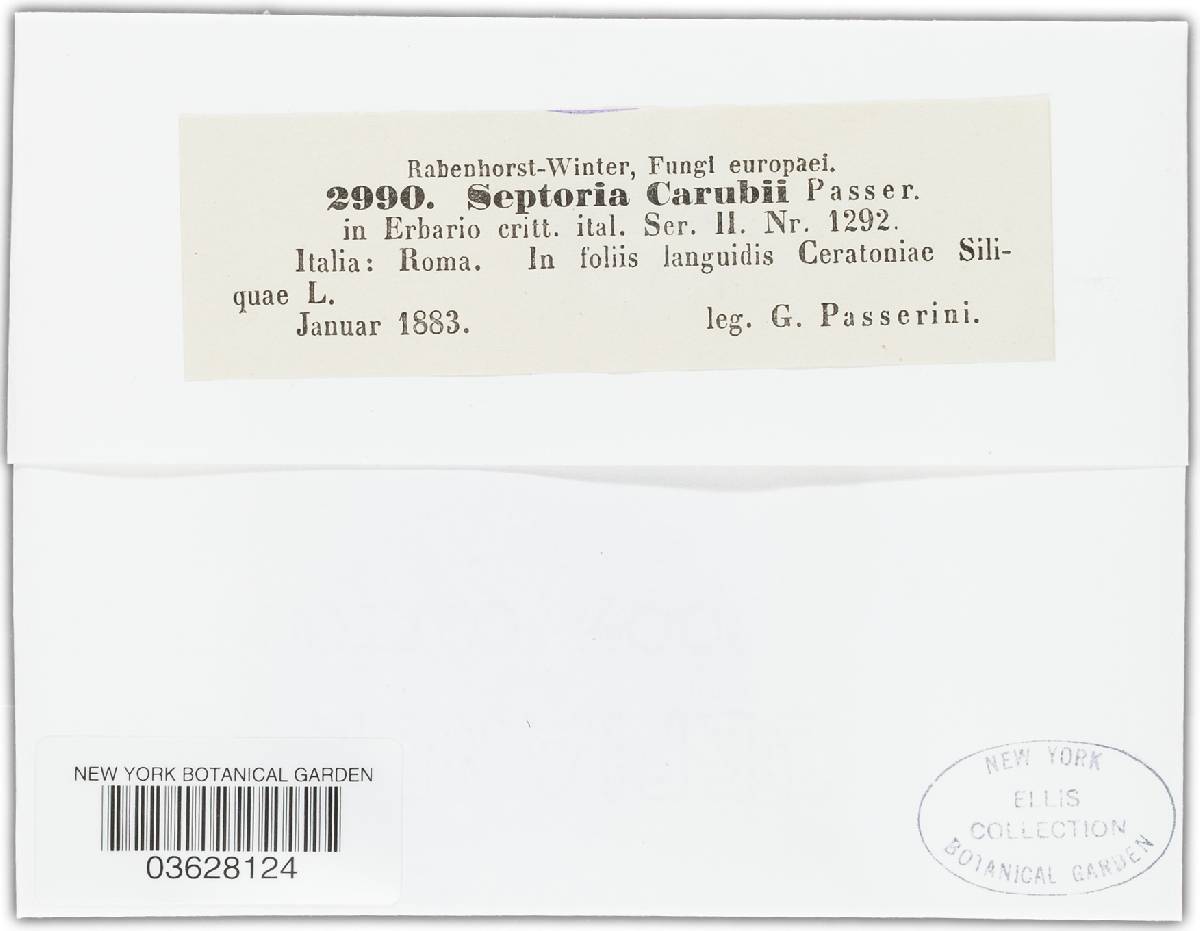 Rabenhorst-Winter, Fungi europaei.
2990. Septoria Carubii Passer.
in Erbario critt. ital. Ser. II. Nr. 1292.
Italia: Roma. In foliis languidis Ceratoniae Sili-
quae L.
Januar 1883. leg. G. Passerini.
NEW YORK BOTANICAL GARDEN
03628124
NEW YORK
ELLIS
COLLECTION
BOTANICAL GARDEN